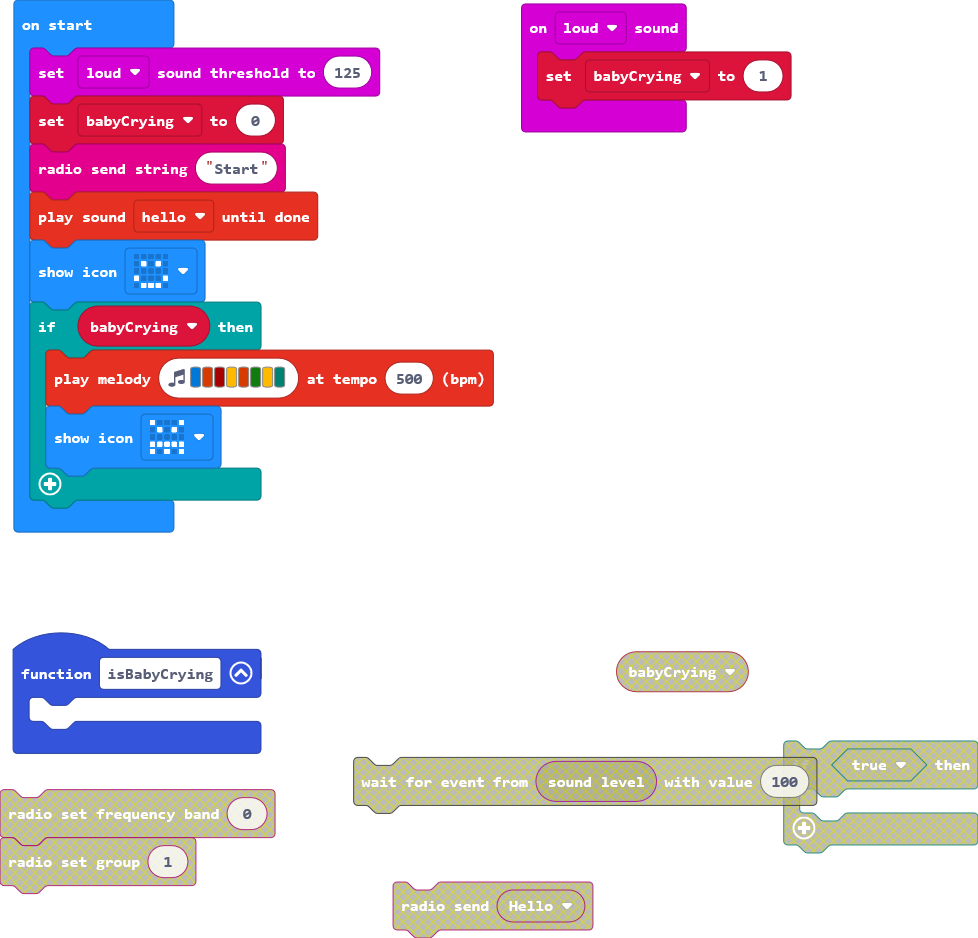 on start
set loud sound threshold to 125
set babyCrying to 0
radio send string "Start"
play sound hello until done
show icon
if babyCrying then
play melody at tempo 500 (bpm)
show icon
on loud sound
set babyCrying to 1
function isBabyCrying
babyCrying
if true then
wait for event from sound level with value 100
radio set frequency band 0
radio set group 1
radio send Hello